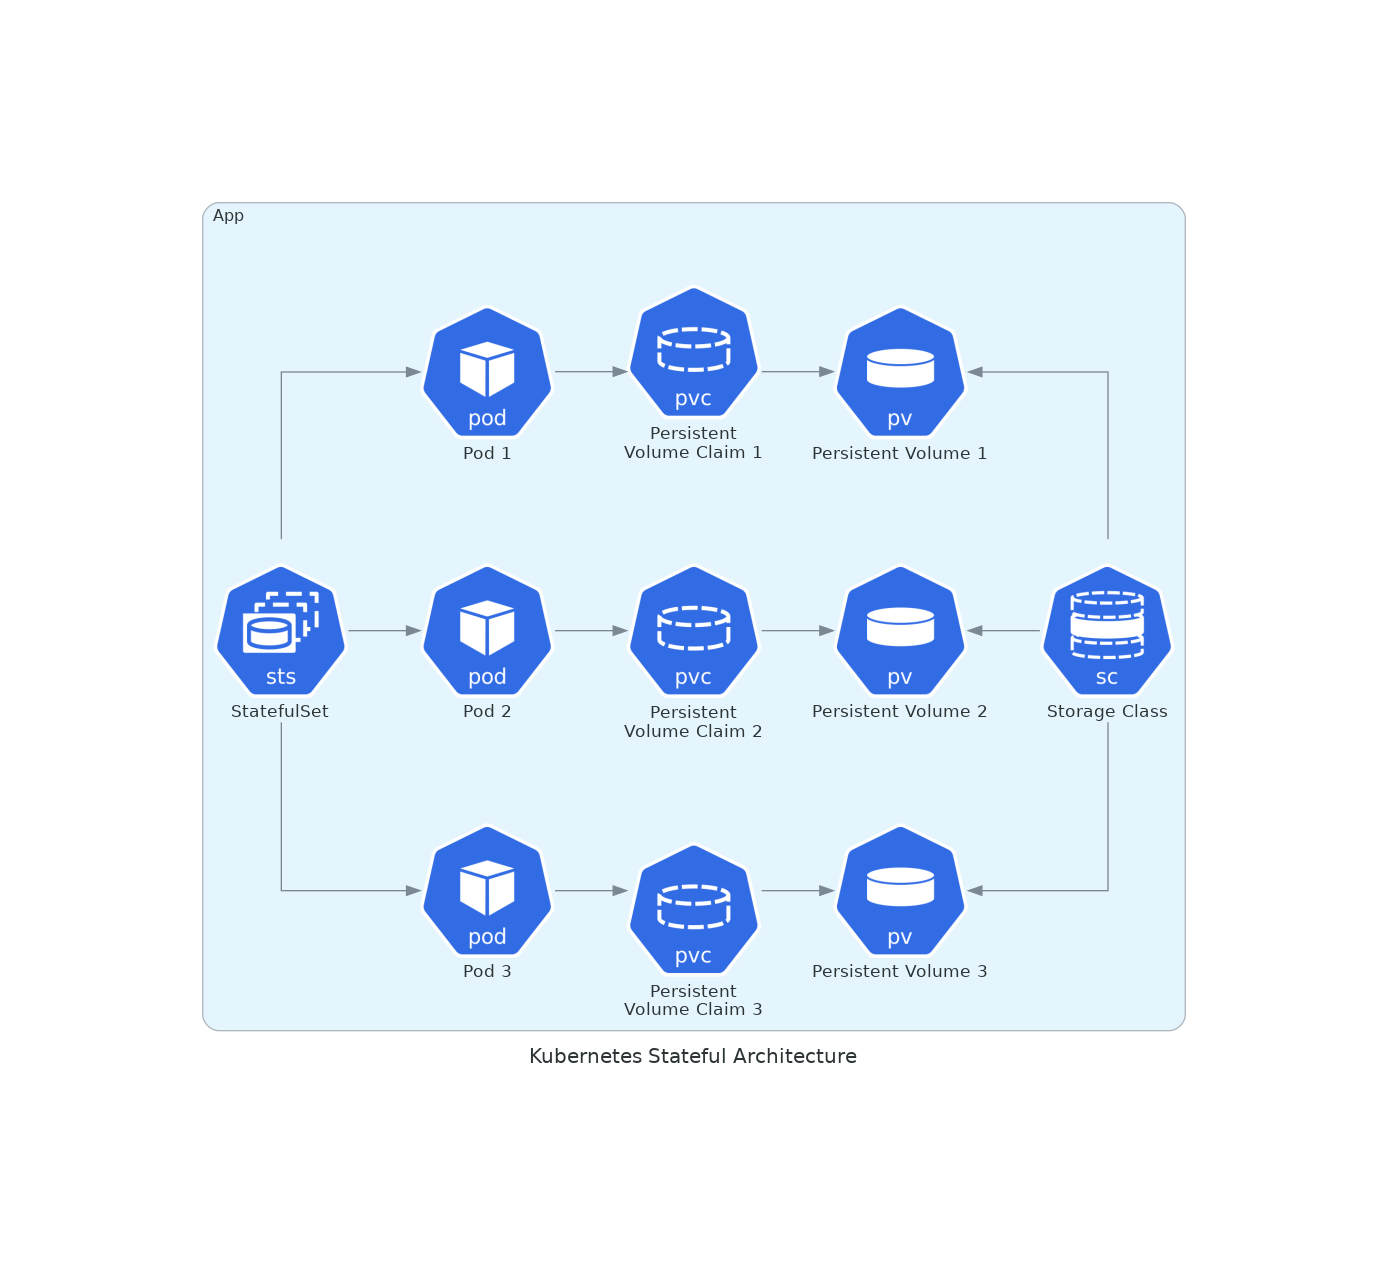 App
pod
Pod 1
pvc
Persistent
Volume Claim 1
pv
Persistent Volume 1
sts
StatefulSet
pod
Pod 2
pvc
Persistent
Volume Claim 2
pv
Persistent Volume 2
sc
Storage Class
pod
Pod 3
pvc
Persistent
Volume Claim 3
pv
Persistent Volume 3
Kubernetes Stateful Architecture